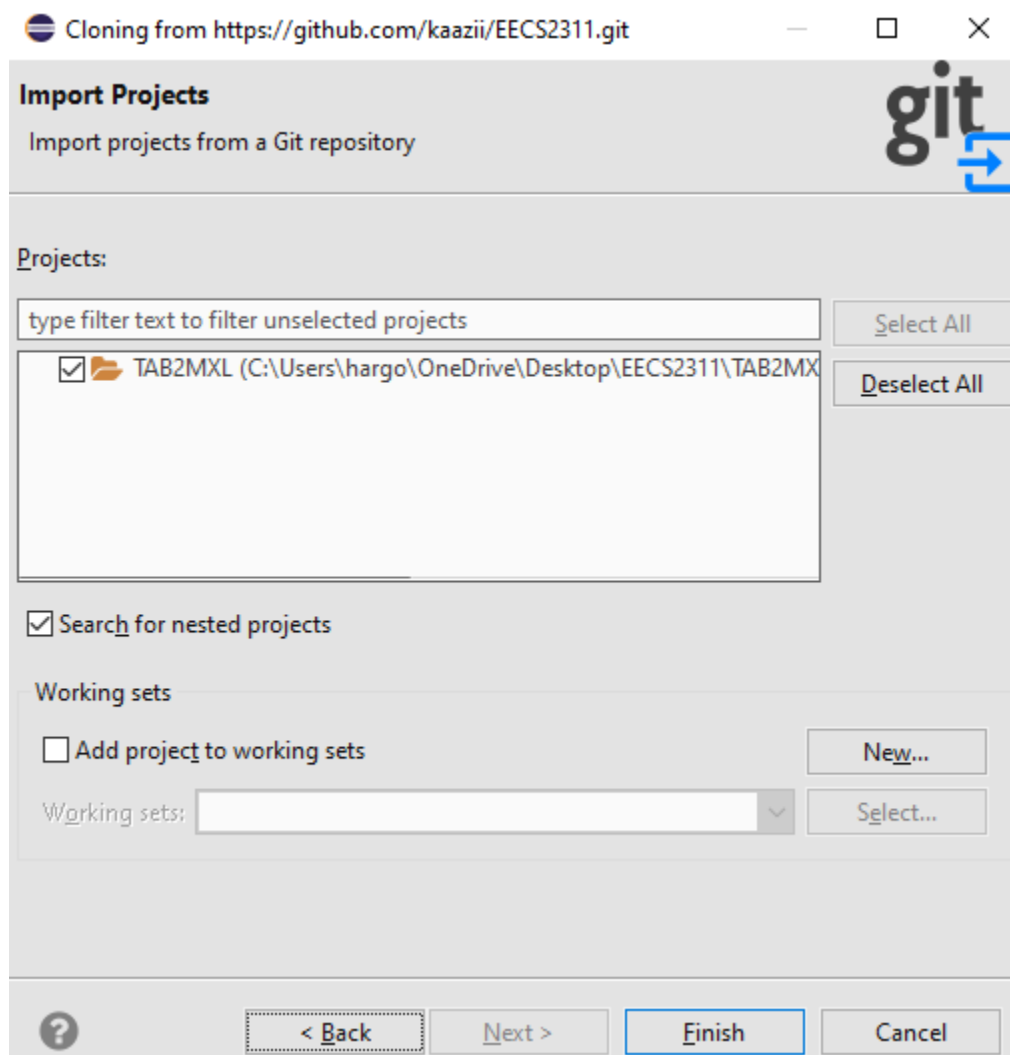 Cloning from https://github.com/kaazii/EECS2311.git
Import Projects
Import projects from a Git repository
git
Projects:
type filter text to filter unselected projects
Select All
TAB2MXL (C:\Users\hargo\OneDrive\Desktop\EECS2311\TAB2MX
Deselect All
Search for nested projects
Working sets
Add project to working sets
New...
Working sets:
Select...
?
< Back
Next >
Finish
Cancel